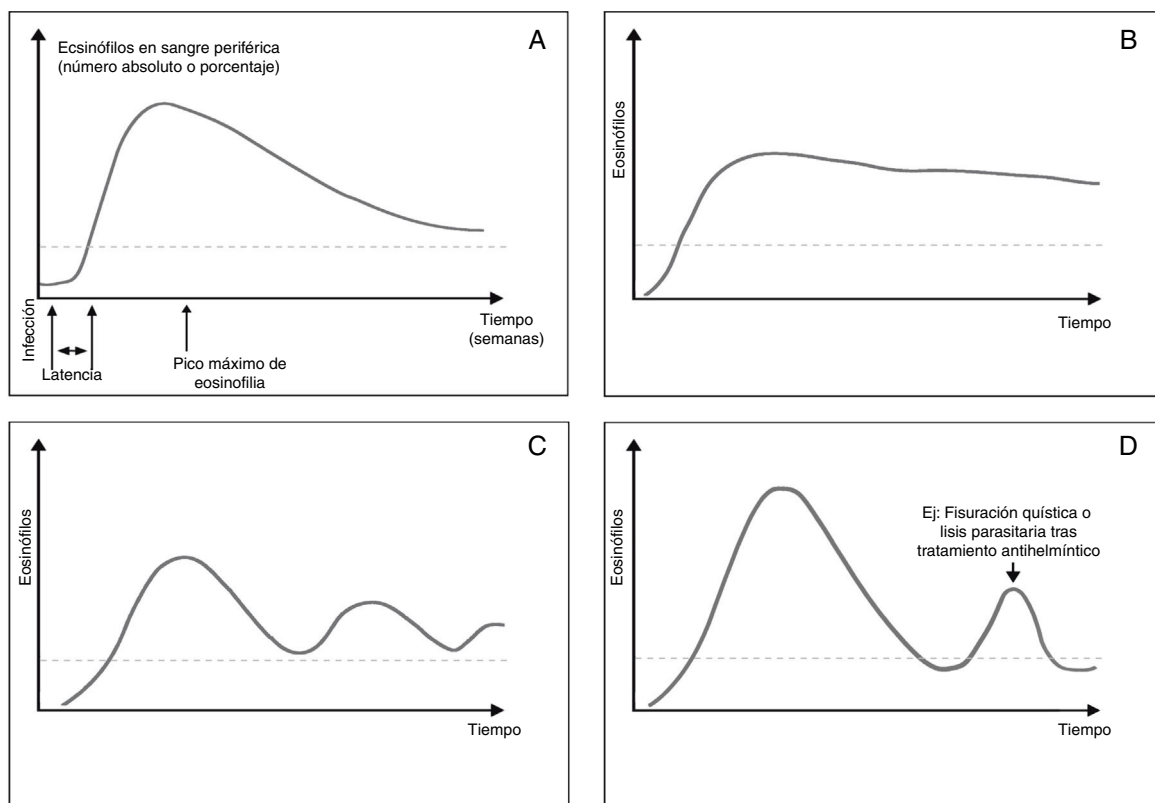 A
Ecsinófilos en sangre periférica
(número absoluto o porcentaje)
Infección
Latencia
Pico máximo de
eosinofilia
Tiempo
(semanas)
B
Eosinófilos
Tiempo
C
Eosinófilos
Tiempo
D
Eosinófilos
Ej: Fisuración quística o
lisis parasitaria tras
tratamiento antihelmíntico
Tiempo